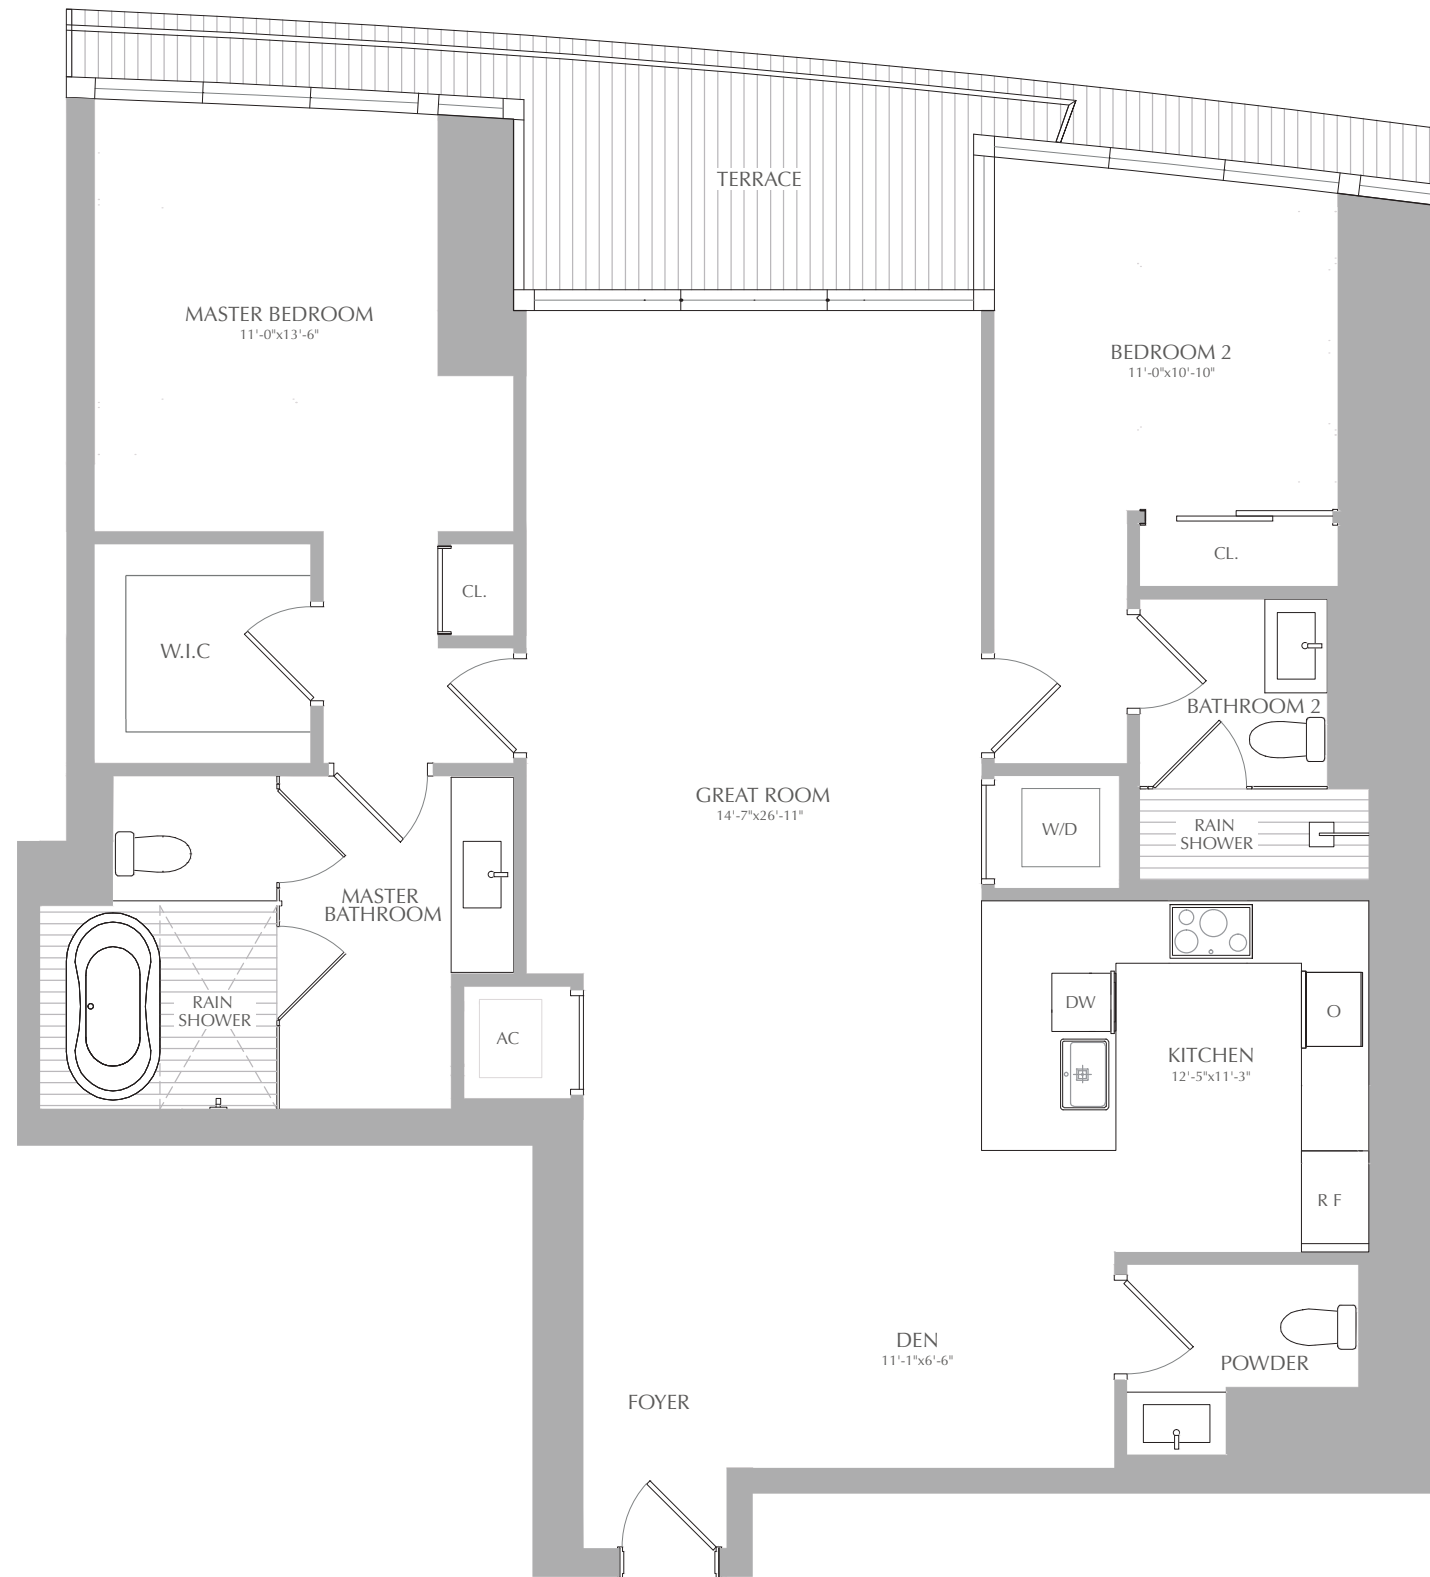 TERRACE
MASTER BEDROOM
11'-0"x13'-6"
BEDROOM 2
11'-0"x10'-10"
CL.
CL.
W.I.C
BATHROOM 2
GREAT ROOM
14'-7"x26'-11"
W/D
RAIN
SHOWER
MASTER
BATHROOM
RAIN
SHOWER
AC
DW
O
KITCHEN
12'-5"x11'-3"
R F
DEN
11'-1"x6'-6"
POWDER
FOYER